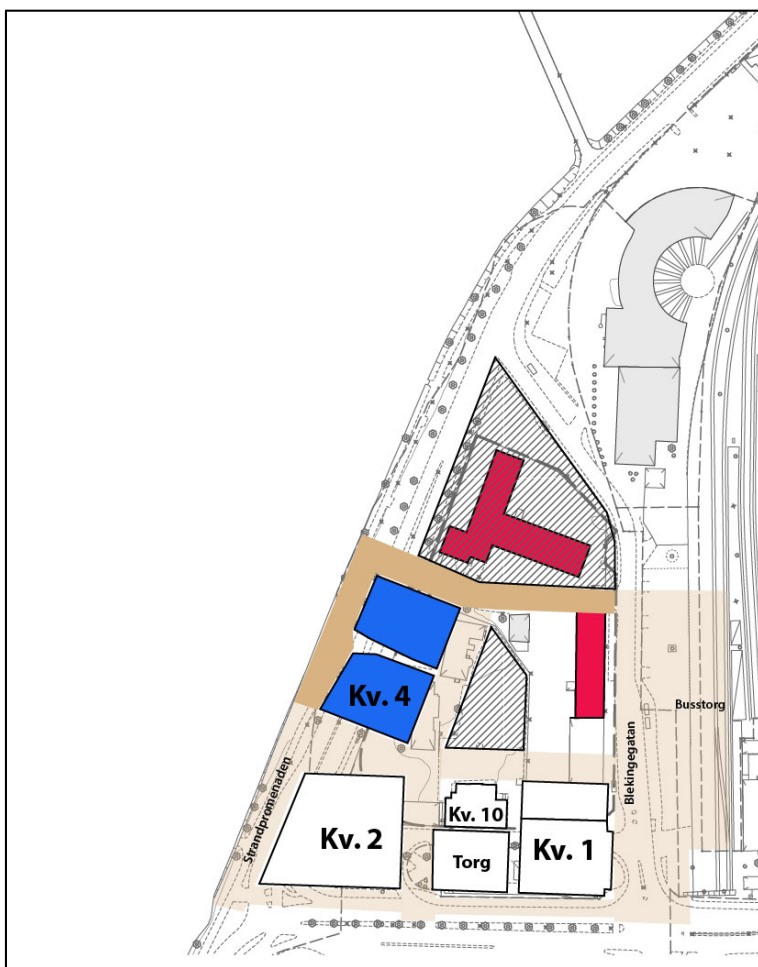 Kv. 4
Busstorg
Blekingegatan
Strandpromenaden
Kv. 2
Kv. 10
Kv. 1
Torg